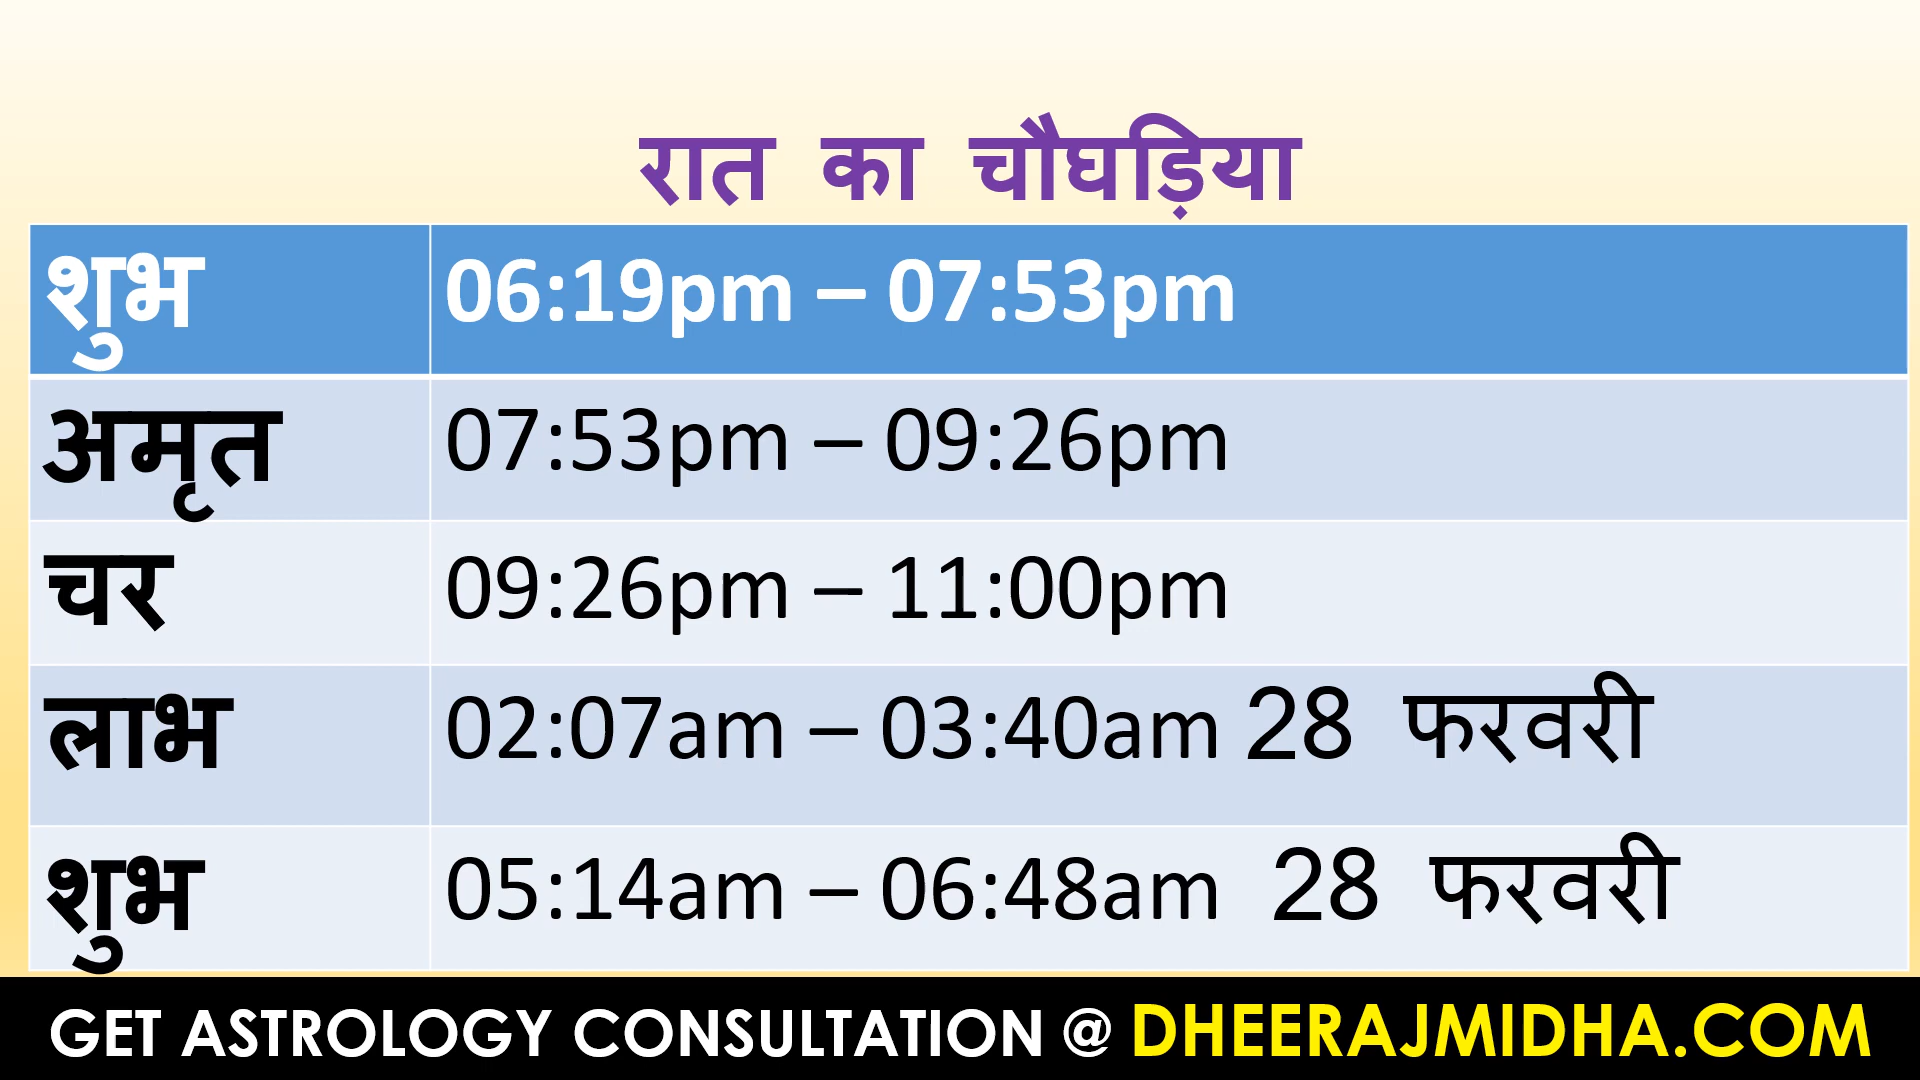 रात का चौघड़िया
शुभ 06:19pm – 07:53pm
अमृत 07:53pm – 09:26pm
चर 09:26pm – 11:00pm
लाभ 02:07am – 03:40am 28 फरवरी
शुभ 05:14am – 06:48am 28 फरवरी
GET ASTROLOGY CONSULTATION @ DHEERAJMIDHA.COM